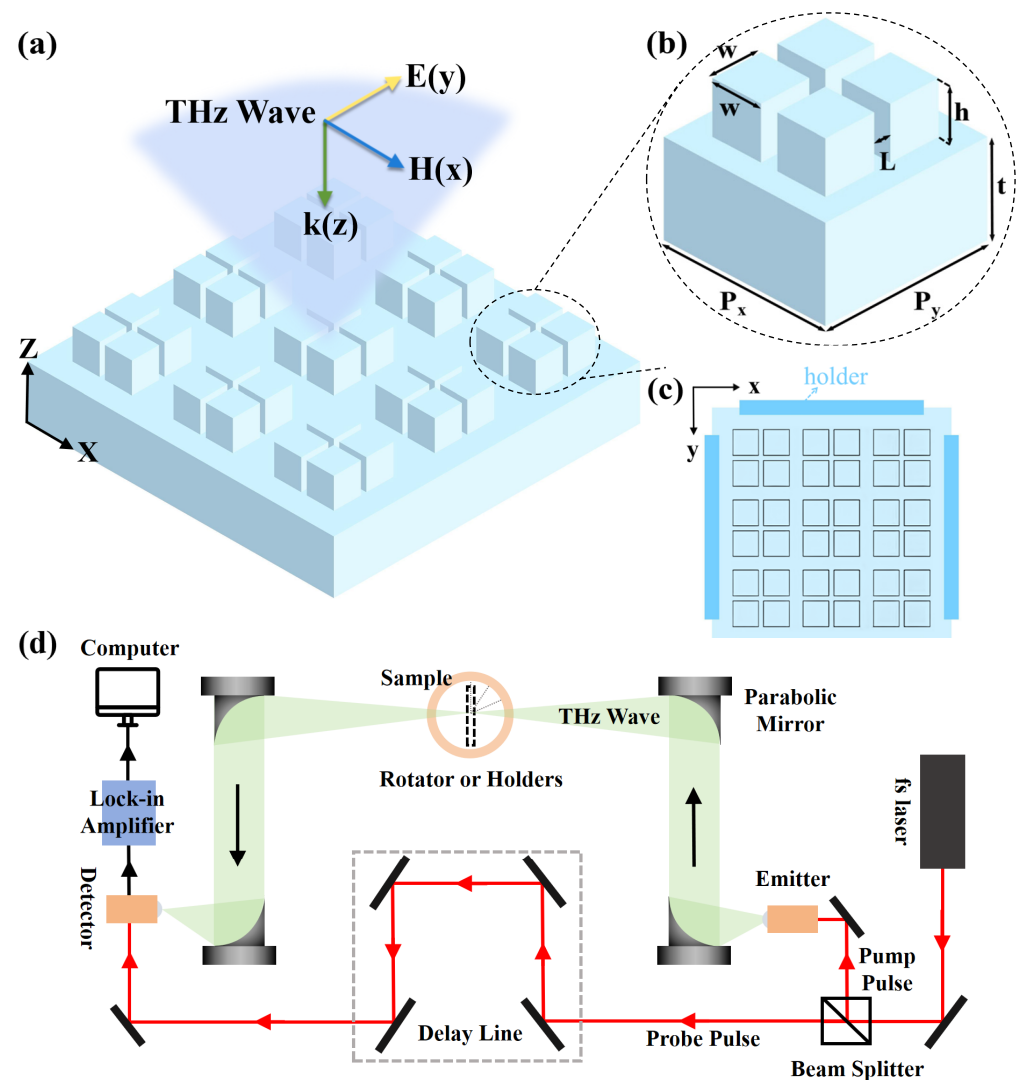 (a)
E(y)
THz Wave
H(x)
k(z)
Z
X
(b)
w
w
h
L
t
Pₓ
Pᵧ
(c)
x
holder
y
(d)
Computer
Sample
THz Wave
Parabolic
Mirror
Rotator or Holders
fs laser
Lock-in
Amplifier
Detector
Emitter
Pump
Pulse
Delay Line
Probe Pulse
Beam Splitter